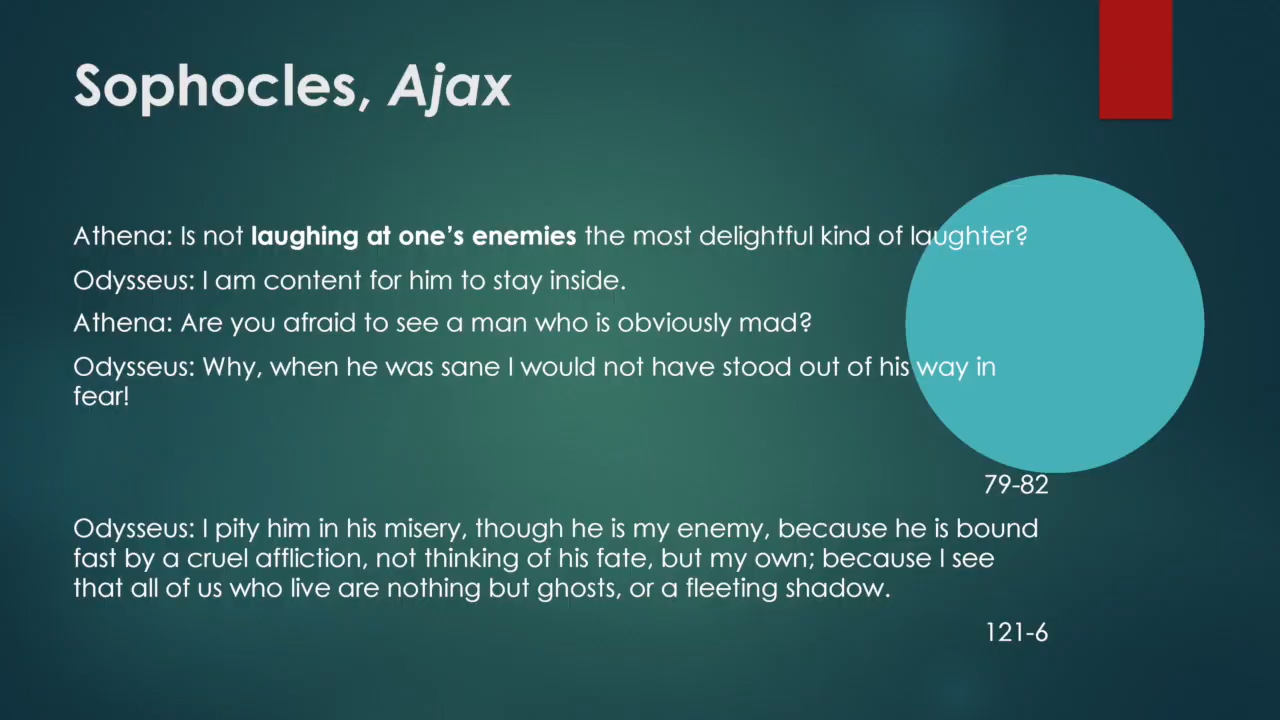 Sophocles, Ajax
Athena: Is not laughing at one’s enemies the most delightful kind of laughter?
Odysseus: I am content for him to stay inside.
Athena: Are you afraid to see a man who is obviously mad?
Odysseus: Why, when he was sane I would not have stood out of his way in
fear!
79-82
Odysseus: I pity him in his misery, though he is my enemy, because he is bound
fast by a cruel affliction, not thinking of his fate, but my own; because I see
that all of us who live are nothing but ghosts, or a fleeting shadow.
121-6